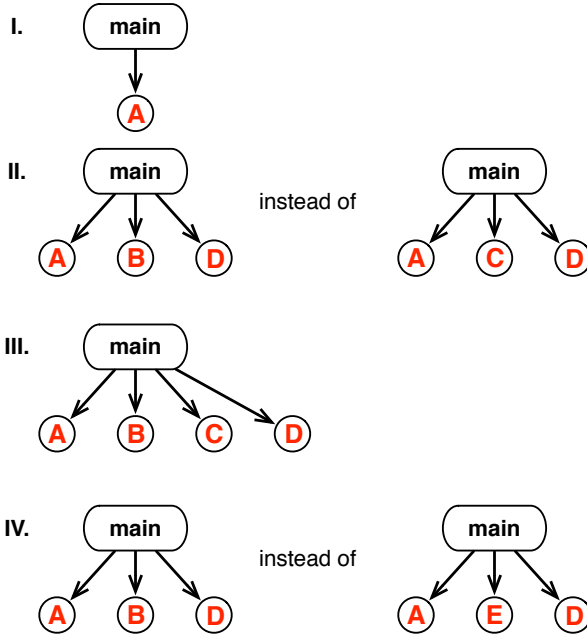 I. main
A
II. main instead of main
A B D A C D
III. main
A B C D
IV. main instead of main
A B D A E D